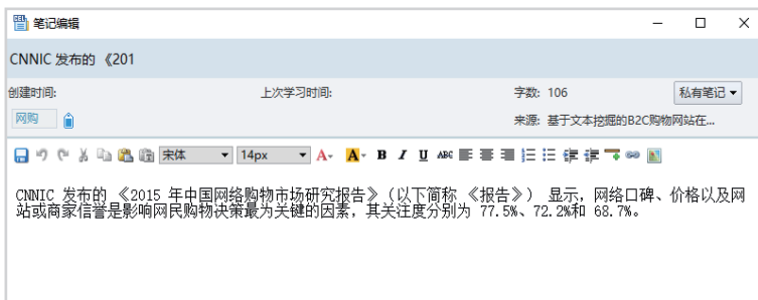 笔记编辑
CNNIC 发布的 《201
创建时间: 上次学习时间: 字数: 106 私有笔记
网购 来源: 基于文本挖掘的B2C购物网站在...
宋体 14px A A B I U ABC
CNNIC 发布的 《2015 年中国网络购物市场研究报告》（以下简称 《报告》） 显示，网络口碑、价格以及网
站或商家信誉是影响网民购物决策最为关键的因素，其关注度分别为 77.5%、72.2%和 68.7%。